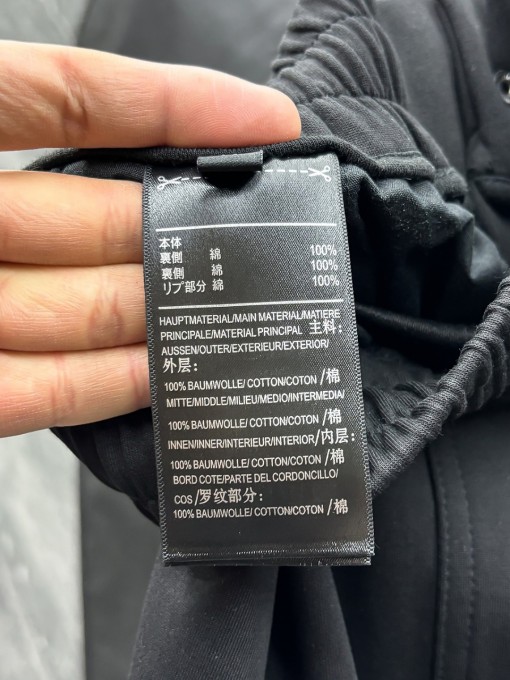 本体
裏側 綿 100%
裏側 綿 100%
リブ部分 綿 100%
HAUPTMATERIAL/MAIN MATERIAL/MATIERE
PRINCIPALE/MATERIAL PRINCIPAL 主料:
AUSSEN/OUTER/EXTERIEUR/EXTERIOR/
外层:
100% BAUMWOLLE/ COTTON/COTON /棉
MITTE/MIDDLE/MILIEU/MEDIO/INTERMEDIA/
100% BAUMWOLLE/ COTTON/COTON /棉
INNEN/INNER/INTERIEUR/INTERIOR/内层:
100% BAUMWOLLE/ COTTON/COTON /棉
BORD COTE/PARTE DEL CORDONCILLO/
COS /罗纹部分:
100% BAUMWOLLE/ COTTON/COTON /棉